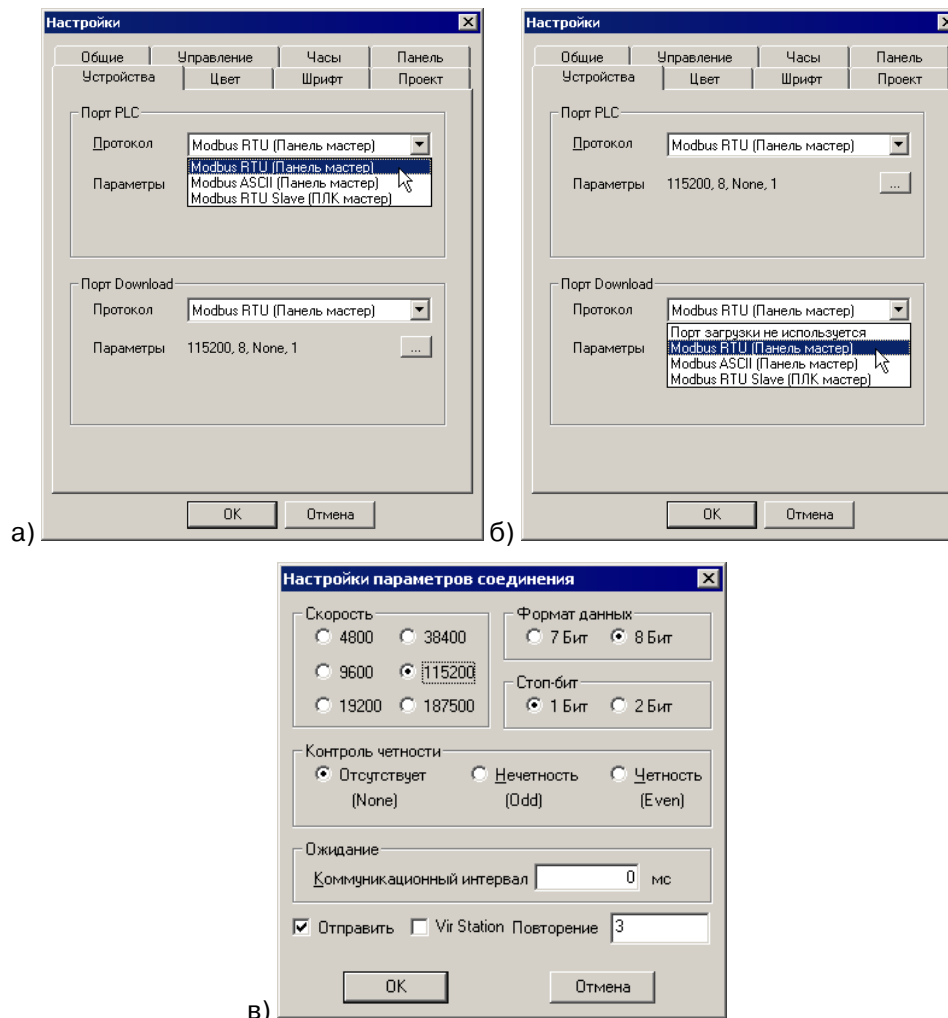 Настройки
Общие Управление Часы Панель
Устройства Цвет Шрифт Проект
Порт PLC
Протокол Modbus RTU (Панель мастер)
Modbus RTU (Панель мастер)
Параметры Modbus ASCII (Панель мастер)
Modbus RTU Slave (ПЛК мастер)
Порт Download
Протокол Modbus RTU (Панель мастер)
Параметры 115200, 8, None, 1 ...
OK Отмена
а)
Настройки
Общие Управление Часы Панель
Устройства Цвет Шрифт Проект
Порт PLC
Протокол Modbus RTU (Панель мастер)
Параметры 115200, 8, None, 1 ...
Порт Download
Протокол Modbus RTU (Панель мастер)
Порт загрузки не используется
Параметры Modbus RTU (Панель мастер)
Modbus ASCII (Панель мастер)
Modbus RTU Slave (ПЛК мастер)
OK Отмена
б)
Настройки параметров соединения
Скорость Формат данных
4800 38400 7 Бит 8 Бит
9600 115200
Стоп-бит
19200 187500 1 Бит 2 Бит
Контроль четности
Отсутствует Нечетность Четность
(None) (Odd) (Even)
Ожидание
Коммуникационный интервал 0 мс
Отправить Vir Station Повторение 3
OK Отмена
в)